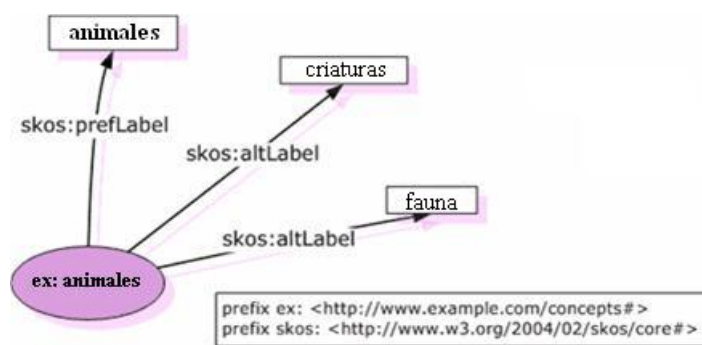 animales
criaturas
skos:prefLabel
skos:altLabel
fauna
skos:altLabel
ex: animales
prefix ex: <http://www.example.com/concepts#>
prefix skos: <http://www.w3.org/2004/02/skos/core#>